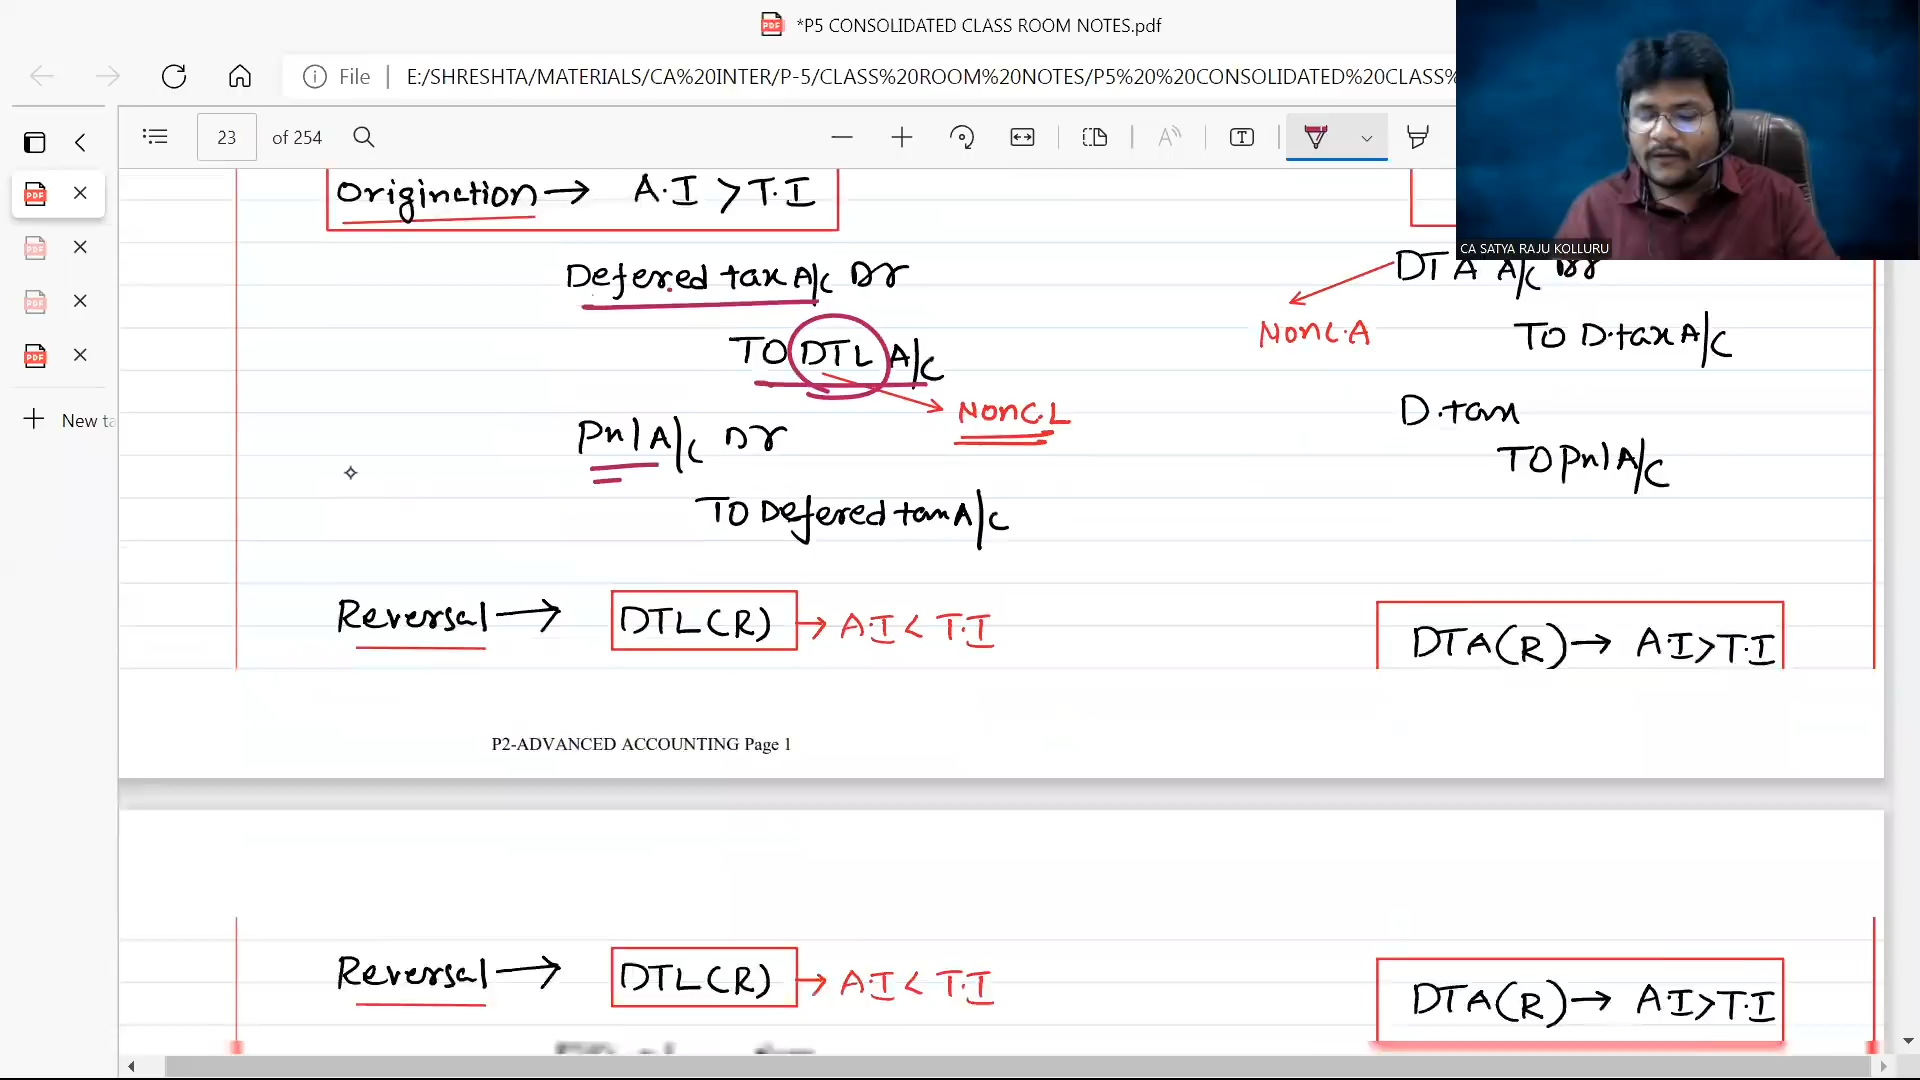 *P5 CONSOLIDATED CLASS ROOM NOTES.pdf
File | E:/SHRESHTA/MATERIALS/CA%20INTER/P-5/CLASS%20ROOM%20NOTES/P5%20%20CONSOLIDATED%20CLASS%
23 of 254
CA SATYA RAJU KOLLURU
New ta
Originction → A.I > T.I
Defered tax A/c Dr
TO DTL A/C
NonC.L
Pnl A/c Dr
TO Defered tax A/c
DTA A/c Dr
NonC.A
TO D.tax A/c
D.tax
TO Pnl A/c
Reversal → DTL(R) → A.I < T.I
DTA(R) → A.I > T.I
P2-ADVANCED ACCOUNTING Page 1
Reversal → DTL(R) → A.I < T.I
DTA(R) → A.I > T.I